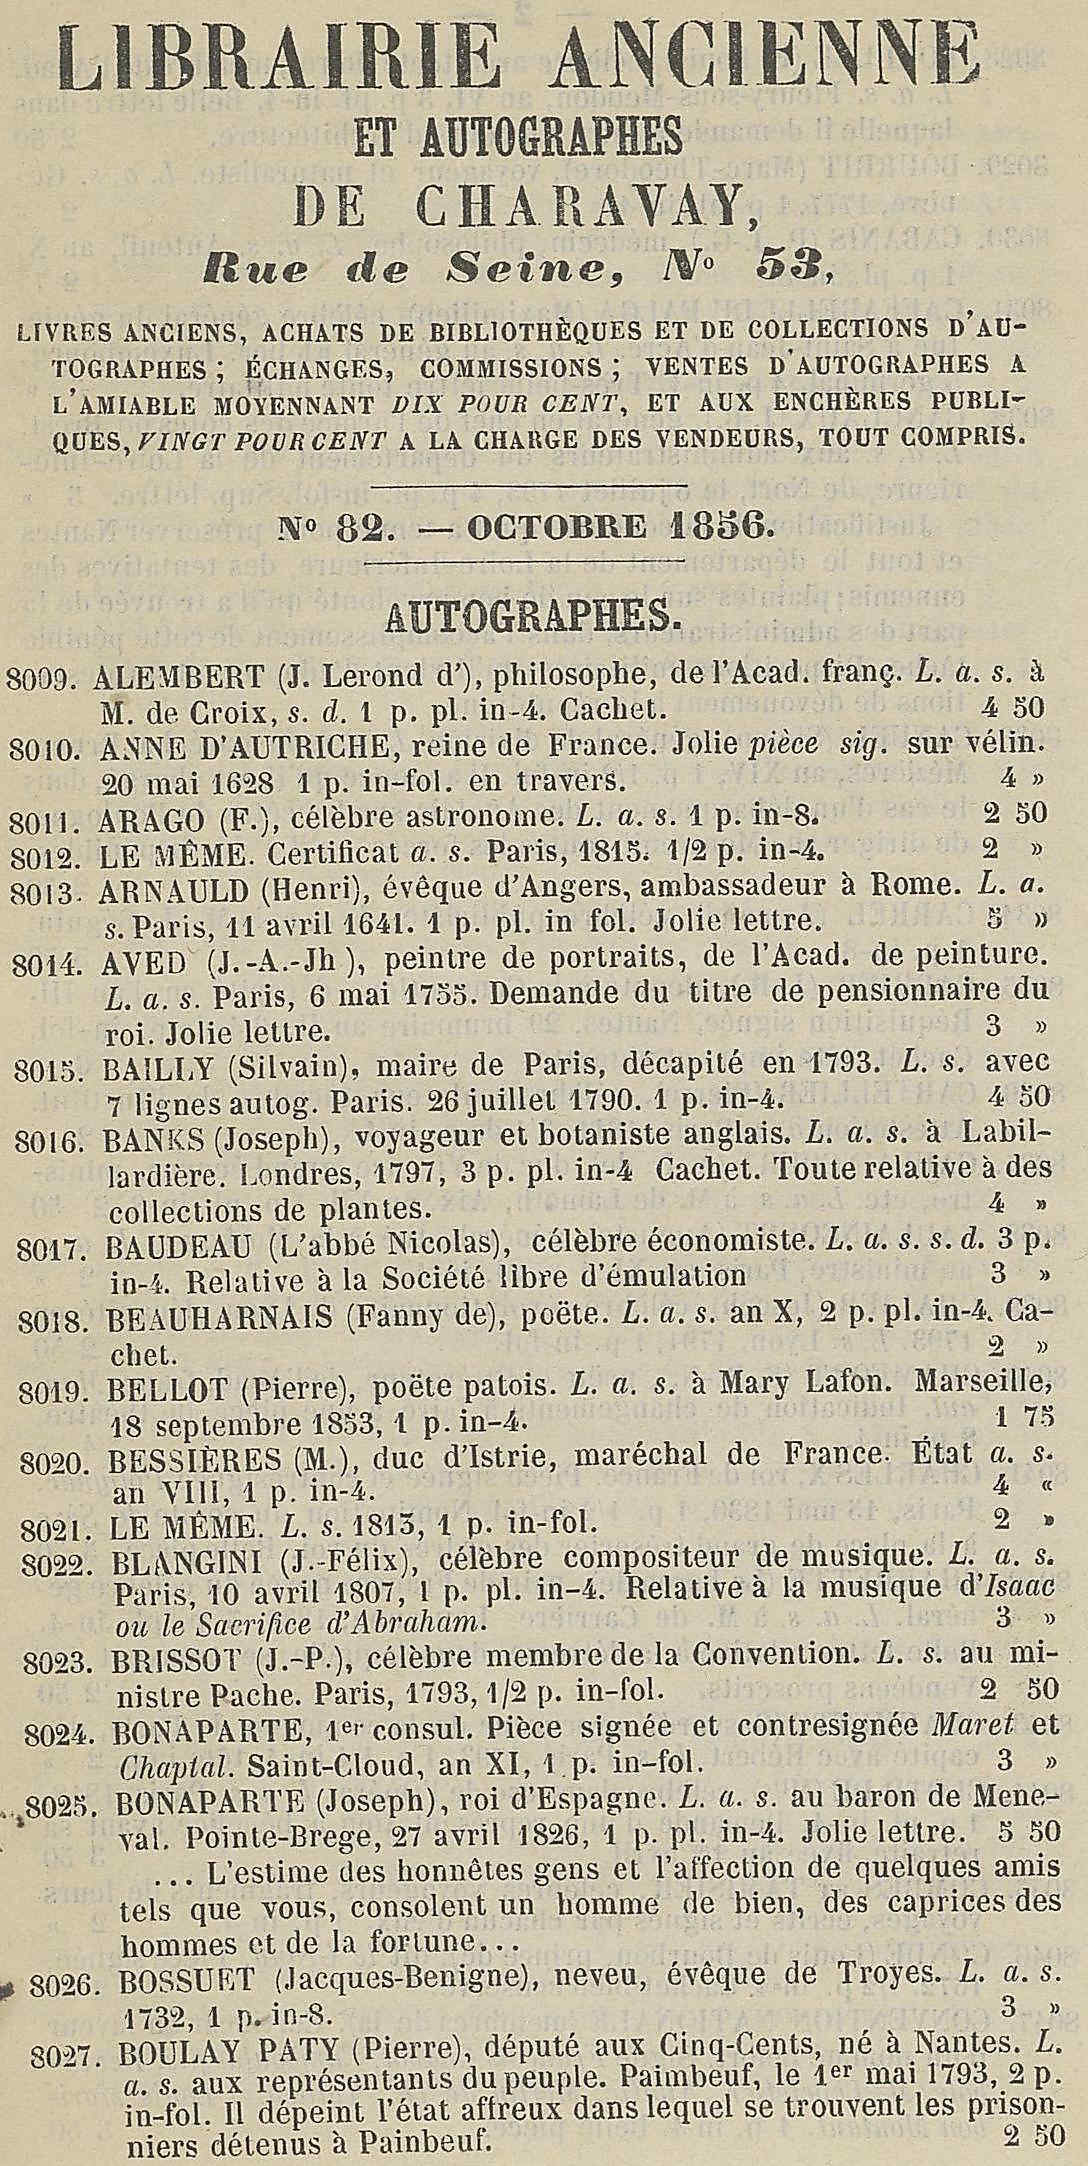 LIBRAIRIE ANCIENNE
ET AUTOGRAPHES
DE CHARAVAY,
Rue de Seine, No 53,
LIVRES ANCIENS, ACHATS DE BIBLIOTHÈQUES ET DE COLLECTIONS D'AU-
TOGRAPHES ; ÉCHANGES, COMMISSIONS ; VENTES D'AUTOGRAPHES A
L'AMIABLE MOYENNANT DIX POUR CENT, ET AUX ENCHÈRES PUBLI-
QUES, VINGT POUR CENT A LA CHARGE DES VENDEURS, TOUT COMPRIS.
No 82. — OCTOBRE 1856.
AUTOGRAPHES.
8009. ALEMBERT (J. Lerond d'), philosophe, de l'Acad. franç. L. a. s. à
M. de Croix, s. d. 1 p. pl. in-4. Cachet. 4 50
8010. ANNE D'AUTRICHE, reine de France. Jolie pièce sig. sur vélin.
20 mai 1628 1 p. in-fol. en travers. 4 »
8011. ARAGO (F.), célèbre astronome. L. a. s. 1 p. in-8. 2 50
8012. LE MÊME. Certificat a. s. Paris, 1815. 1/2 p. in-4. 2 »
8013. ARNAULD (Henri), évêque d'Angers, ambassadeur à Rome. L. a.
s. Paris, 11 avril 1641. 1 p. pl. in fol. Jolie lettre. 5 »
8014. AVED (J.-A.-Jh ), peintre de portraits, de l'Acad. de peinture.
L. a. s. Paris, 6 mai 1755. Demande du titre de pensionnaire du
roi. Jolie lettre. 3 »
8015. BAILLY (Silvain), maire de Paris, décapité en 1793. L. s. avec
7 lignes autog. Paris. 26 juillet 1790. 1 p. in-4. 4 50
8016. BANKS (Joseph), voyageur et botaniste anglais. L. a. s. à Labil-
lardière. Londres, 1797, 3 p. pl. in-4 Cachet. Toute relative à des
collections de plantes. 4 »
8017. BAUDEAU (L'abbé Nicolas), célèbre économiste. L. a. s. s. d. 3 p.
in-4. Relative à la Société libre d'émulation 3 »
8018. BEAUHARNAIS (Fanny de), poëte. L. a. s. an X, 2 p. pl. in-4. Ca-
chet. 2 »
8019. BELLOT (Pierre), poëte patois. L. a. s. à Mary Lafon. Marseille,
18 septembre 1853, 1 p. in-4. 1 75
8020. BESSIÈRES (M.), duc d'Istrie, maréchal de France. État a. s.
an VIII, 1 p. in-4. 4 «
8021. LE MÊME. L. s. 1813, 1 p. in-fol. 2 »
8022. BLANGINI (J.-Félix), célèbre compositeur de musique. L. a. s.
Paris, 10 avril 1807, 1 p. pl. in-4. Relative à la musique d'Isaac
ou le Sacrifice d'Abraham. 3 »
8023. BRISSOT (J.-P.), célèbre membre de la Convention. L. s. au mi-
nistre Pache. Paris, 1793, 1/2 p. in-fol. 2 50
8024. BONAPARTE, 1er consul. Pièce signée et contresignée Maret et
Chaptal. Saint-Cloud, an XI, 1 p. in-fol. 3 »
8025. BONAPARTE (Joseph), roi d'Espagne. L. a. s. au baron de Mene-
val. Pointe-Brege, 27 avril 1826, 1 p. pl. in-4. Jolie lettre. 5 50
... L'estime des honnêtes gens et l'affection de quelques amis
tels que vous, consolent un homme de bien, des caprices des
hommes et de la fortune...
8026. BOSSUET (Jacques-Benigne), neveu, évêque de Troyes. L. a. s.
1732, 1 p. in-8. 3 »
8027. BOULAY PATY (Pierre), député aux Cinq-Cents, né à Nantes. L.
a. s. aux représentants du peuple. Paimbeuf, le 1er mai 1793, 2 p.
in-fol. Il dépeint l'état affreux dans lequel se trouvent les prison-
niers détenus à Painbeuf. 2 50